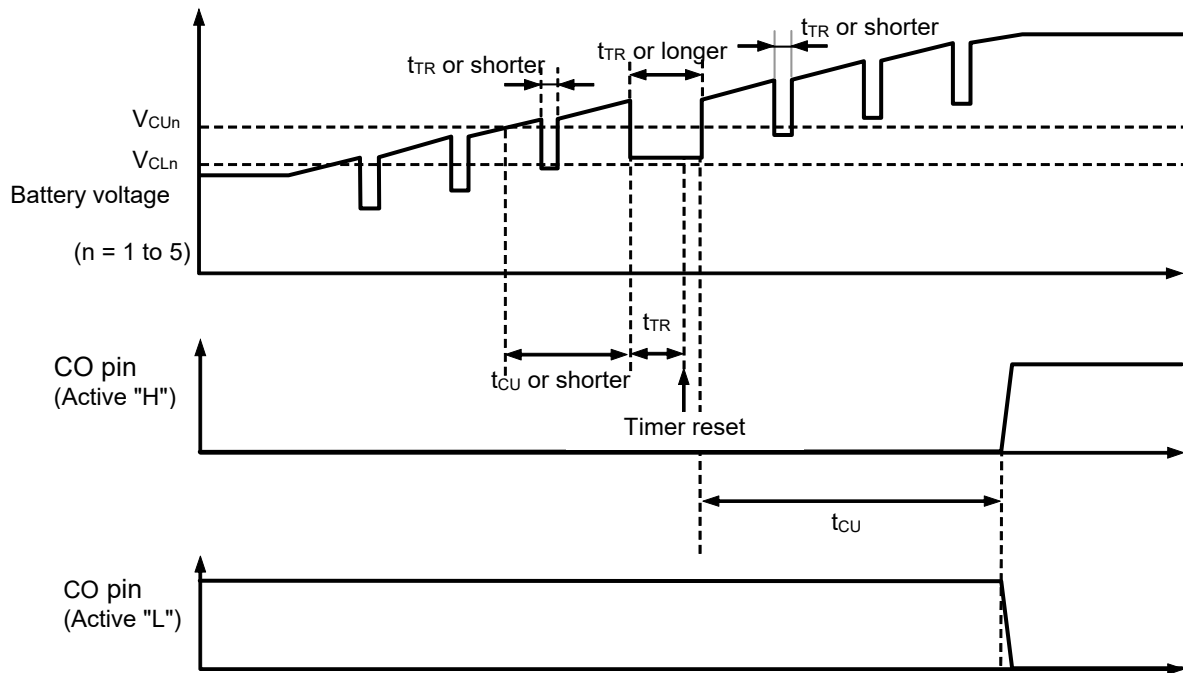 tTR or shorter
tTR or longer
tTR or shorter
VCUn
VCLn
Battery voltage
(n = 1 to 5)
tTR
tCU or shorter
CO pin
(Active "H")
Timer reset
tCU
CO pin
(Active "L")